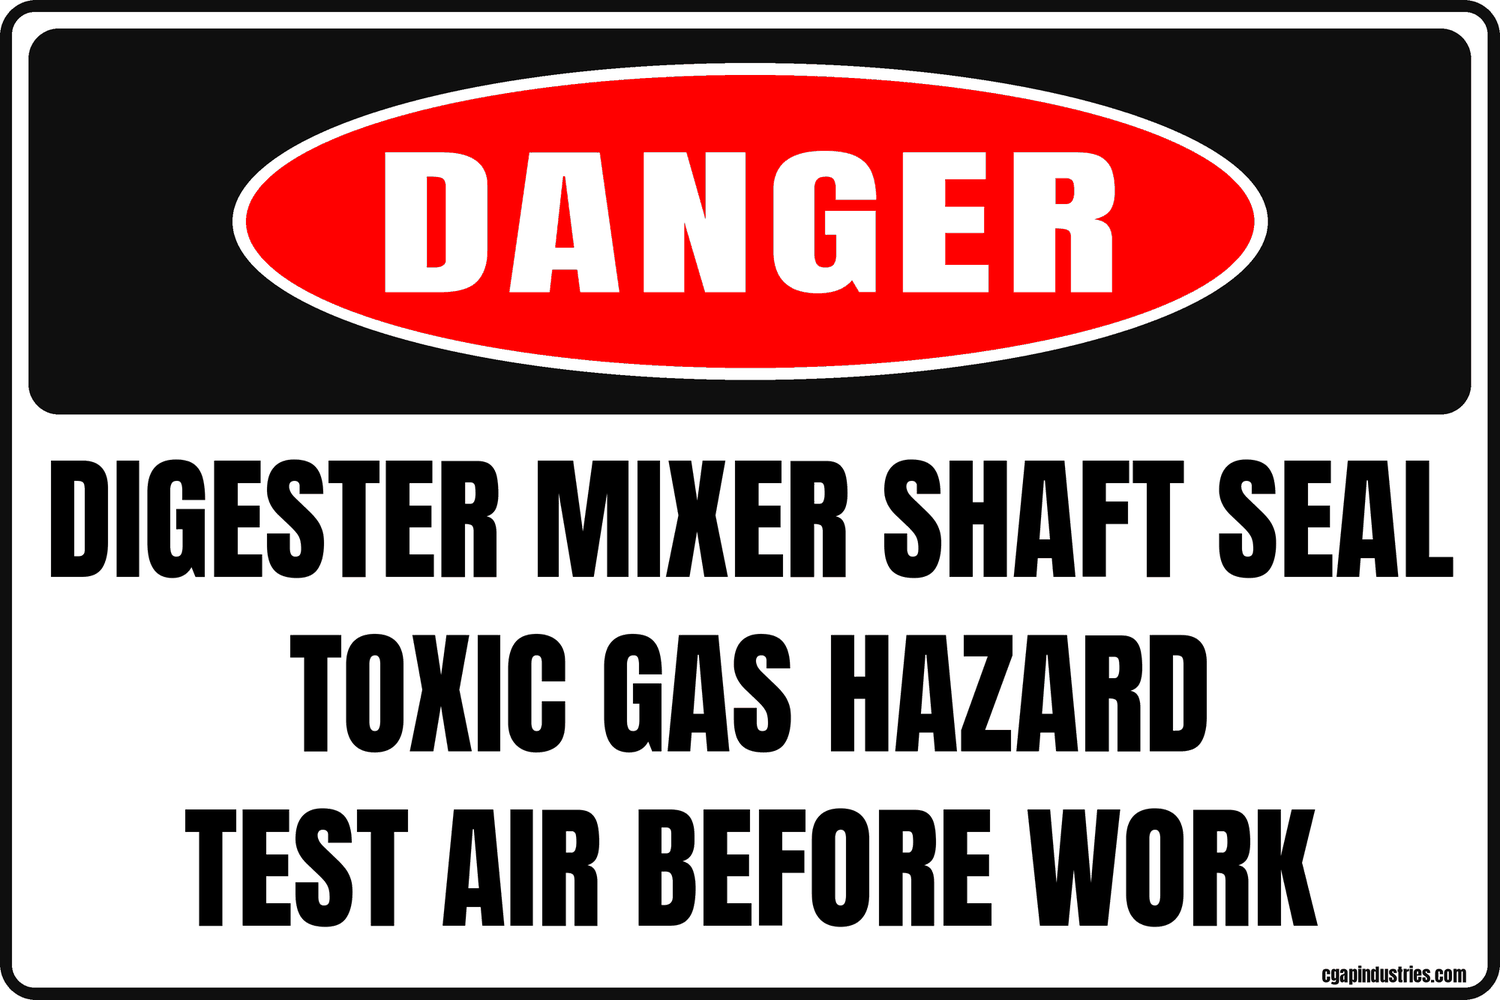 DANGER
DIGESTER MIXER SHAFT SEAL
TOXIC GAS HAZARD
TEST AIR BEFORE WORK
cgapindustries.com